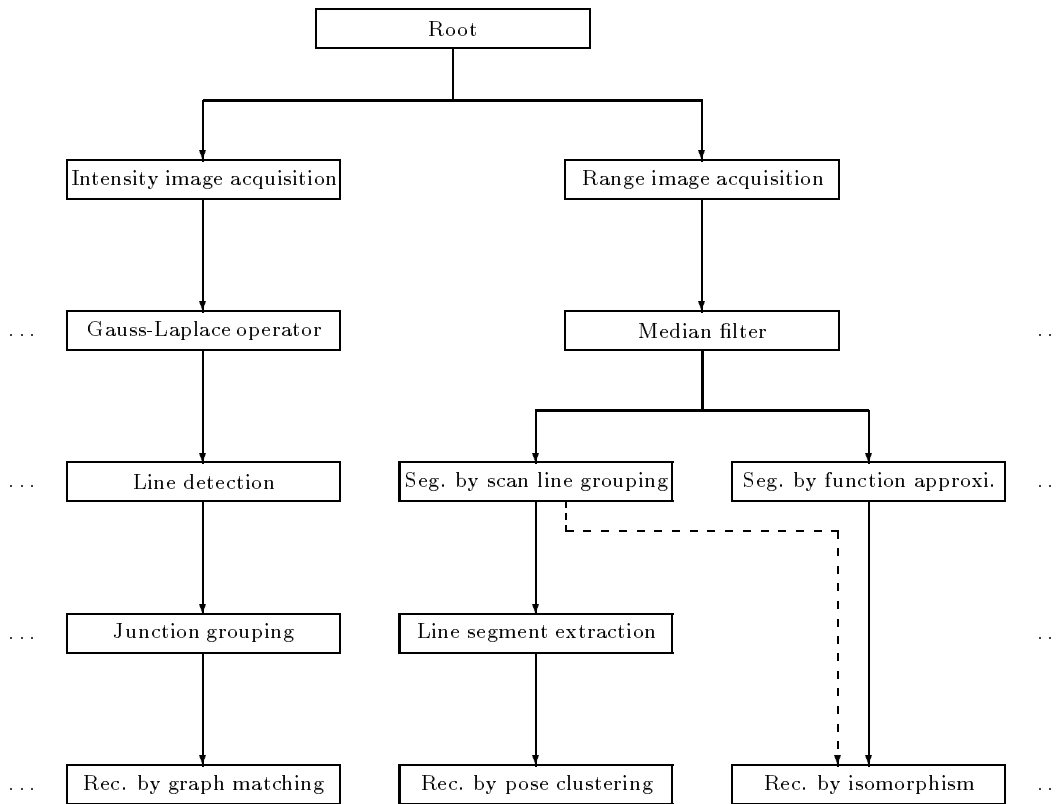 Root
Intensity image acquisition
Range image acquisition
. . .
Gauss-Laplace operator
Median filter
. .
. . .
Line detection
Seg. by scan line grouping
Seg. by function approxi.
. .
. . .
Junction grouping
Line segment extraction
. .
. . .
Rec. by graph matching
Rec. by pose clustering
Rec. by isomorphism
. .